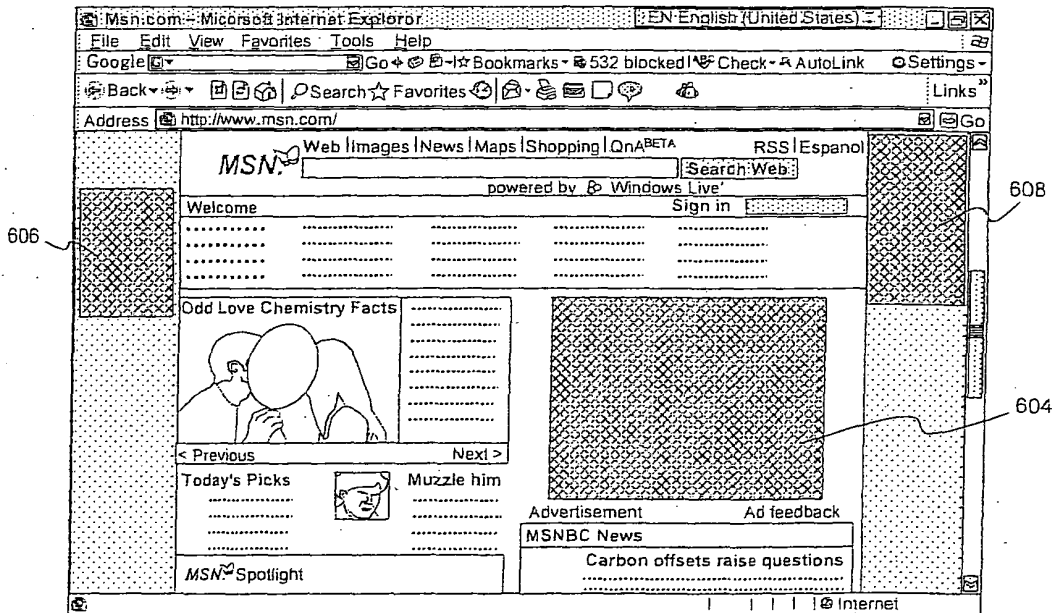 Msn.com – Micorsoft Internet Exploror EN English (United States)
File Edit View Favorites Tools Help
Google G Go Bookmarks 532 blocked Check AutoLink Settings
Back Search Favorites Links »
Address http://www.msn.com/ Go
MSN Web | Images | News | Maps | Shopping | QnA BETA RSS | Espanol
Search Web
powered by Windows Live'
608
Welcome Sign in
606
Odd Love Chemistry Facts
604
< Previous Next >
Today's Picks Muzzle him
Advertisement Ad feedback
MSNBC News
Carbon offsets raise questions
MSN Spotlight
Internet